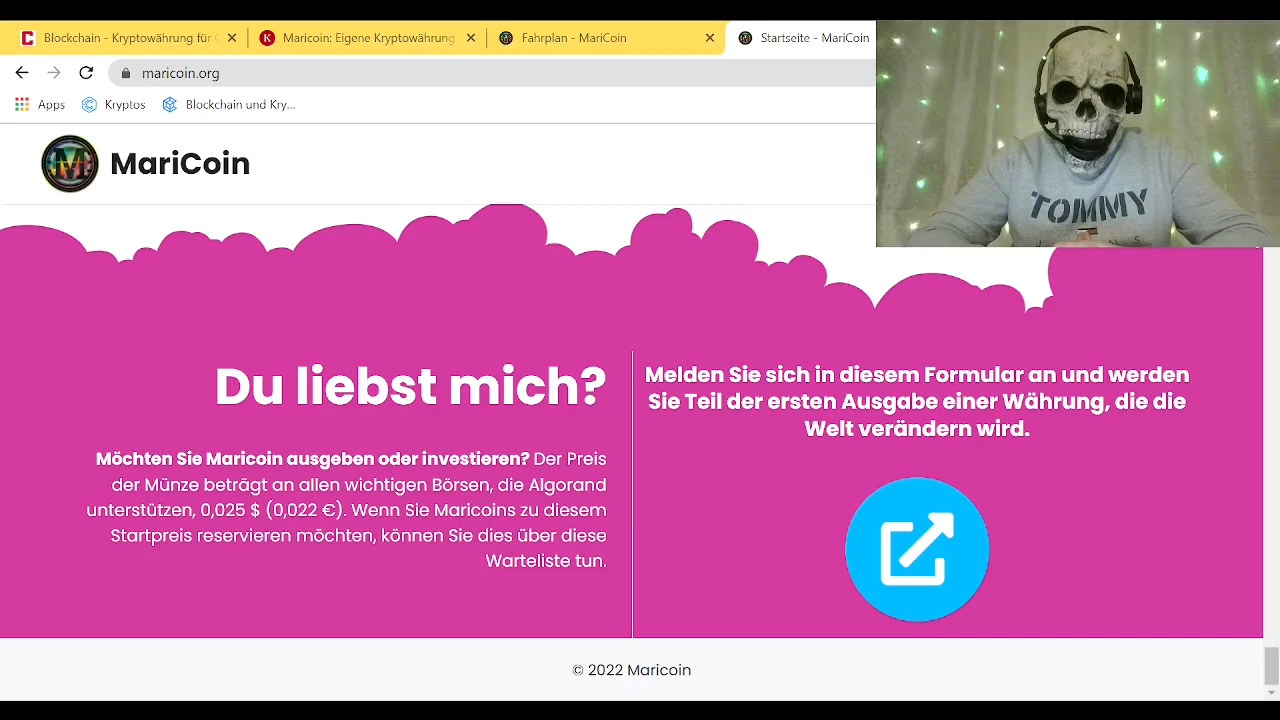 Blockchain - Kryptowährung für
Maricoin: Eigene Kryptowährung
Fahrplan - MariCoin
Startseite - MariCoin
maricoin.org
Apps
Kryptos
Blockchain und Kry...
MariCoin
TOMMY
Du liebst mich?
Möchten Sie Maricoin ausgeben oder investieren? Der Preis
der Münze beträgt an allen wichtigen Börsen, die Algorand
unterstützen, 0,025 $ (0,022 €). Wenn Sie Maricoins zu diesem
Startpreis reservieren möchten, können Sie dies über diese
Warteliste tun.
Melden Sie sich in diesem Formular an und werden
Sie Teil der ersten Ausgabe einer Währung, die die
Welt verändern wird.
© 2022 Maricoin